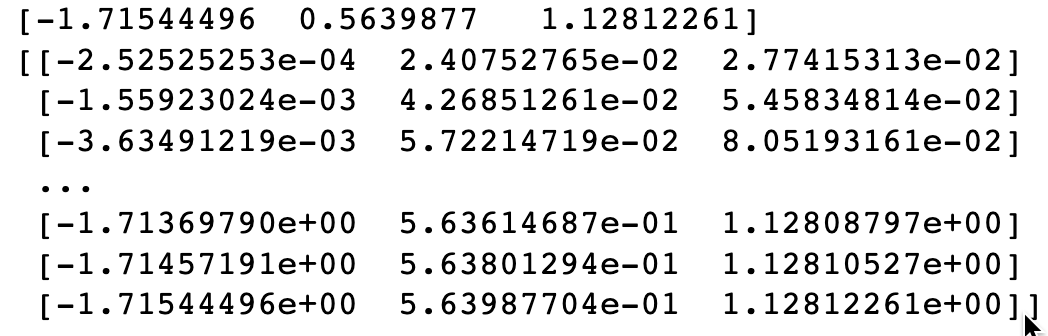 [-1.71544496  0.5639877   1.12812261]
[[-2.52525253e-04  2.40752765e-02  2.77415313e-02]
 [-1.55923024e-03  4.26851261e-02  5.45834814e-02]
 [-3.63491219e-03  5.72214719e-02  8.05193161e-02]
 ...
 [-1.71369790e+00  5.63614687e-01  1.12808797e+00]
 [-1.71457191e+00  5.63801294e-01  1.12810527e+00]
 [-1.71544496e+00  5.63987704e-01  1.12812261e+00]]